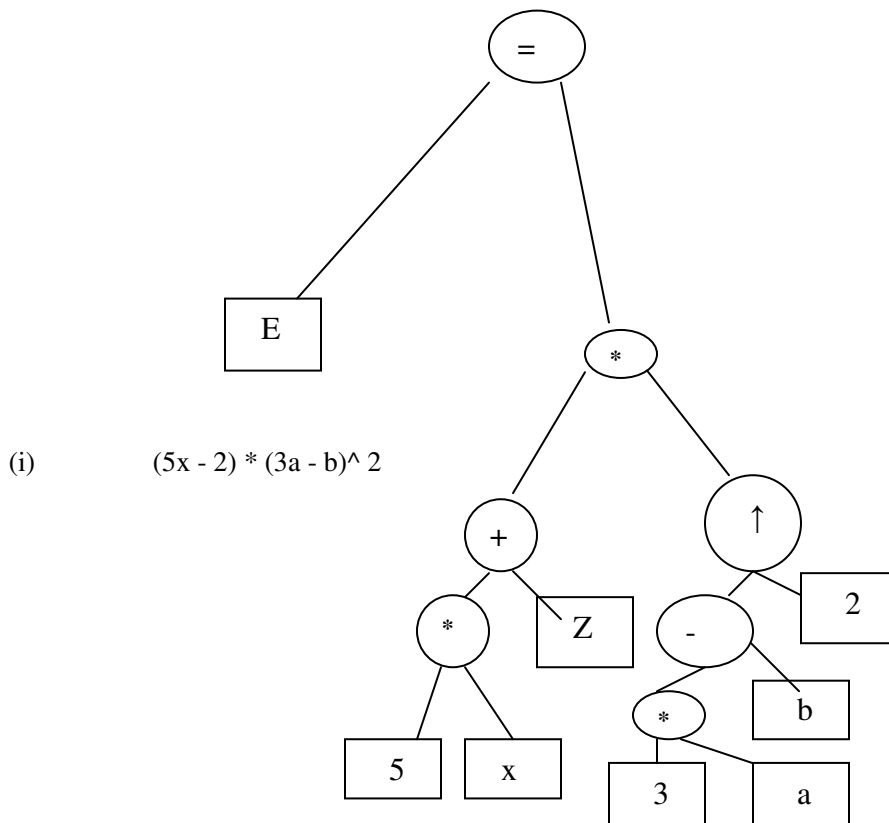 =
E
*
(i) (5x - 2) * (3a - b)^ 2
+ ↑
* Z - 2
* b
5 x 3 a